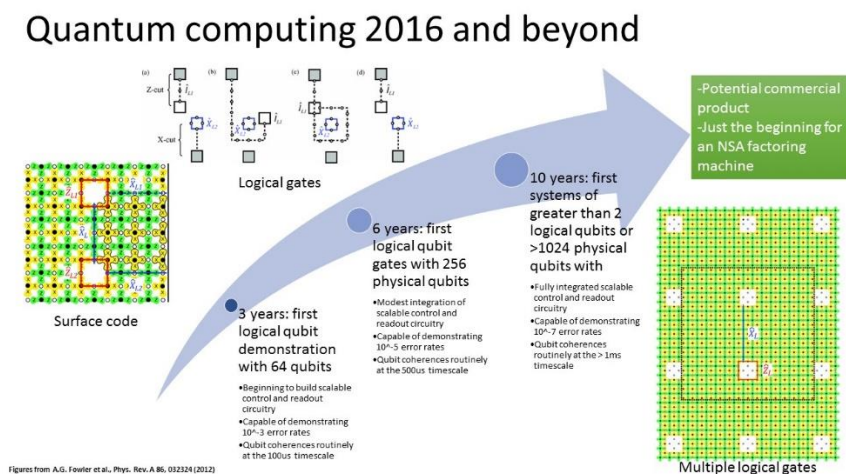 Quantum computing 2016 and beyond
(a)
(b)
(c)
(d)
Z-cut
X-cut
Logical gates
Surface code
3 years: first
logical qubit
demonstration
with 64 qubits
•Beginning to build scalable
control and readout
circuitry
•Capable of demonstrating
10^-3 error rates
•Qubit coherences routinely
at the 100us timescale
6 years: first
logical qubit
gates with 256
physical qubits
•Modest integration of
scalable control and
readout circuitry
•Capable of demonstrating
10^-5 error rates
•Qubit coherences routinely
at the 500us timescale
10 years: first
systems of
greater than 2
logical qubits or
>1024 physical
qubits with
•Fully integrated scalable
control and readout
circuitry
•Capable of demonstrating
10^-7 error rates
•Qubit coherences
routinely at the > 1ms
timescale
-Potential commercial
product
-Just the beginning for
an NSA factoring
machine
Multiple logical gates
Figures from A.G. Fowler et al., Phys. Rev. A 86, 032324 (2012)